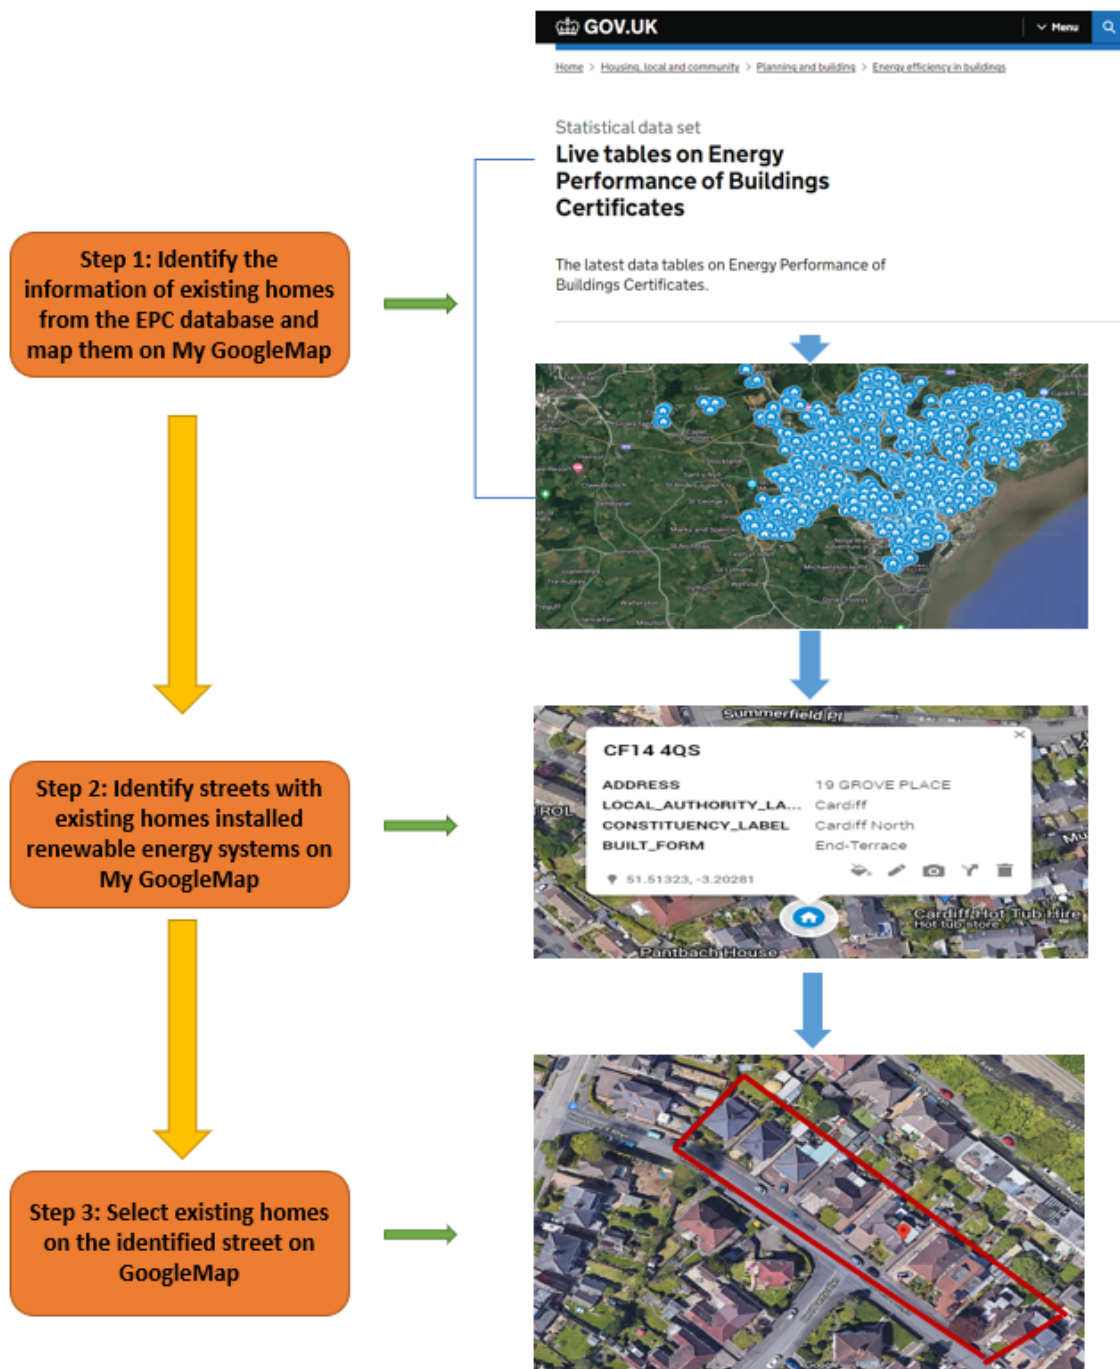 GOV.UK
Menu
Home > Housing, local and community > Planning and building > Energy efficiency in buildings
Statistical data set
Live tables on Energy
Performance of Buildings
Certificates
The latest data tables on Energy Performance of
Buildings Certificates.
Step 1: Identify the
information of existing homes
from the EPC database and
map them on My GoogleMap
Step 2: Identify streets with
existing homes installed
renewable energy systems on
My GoogleMap
Summerfield Pl
CF14 4QS
ADDRESS 19 GROVE PLACE
LOCAL_AUTHORITY_LA... Cardiff
CONSTITUENCY_LABEL Cardiff North
BUILT_FORM End-Terrace
51.51323, -3.20281
Cardiff Hot Tub Hire
Hot tub store
Pantbach House
Step 3: Select existing homes
on the identified street on
GoogleMap